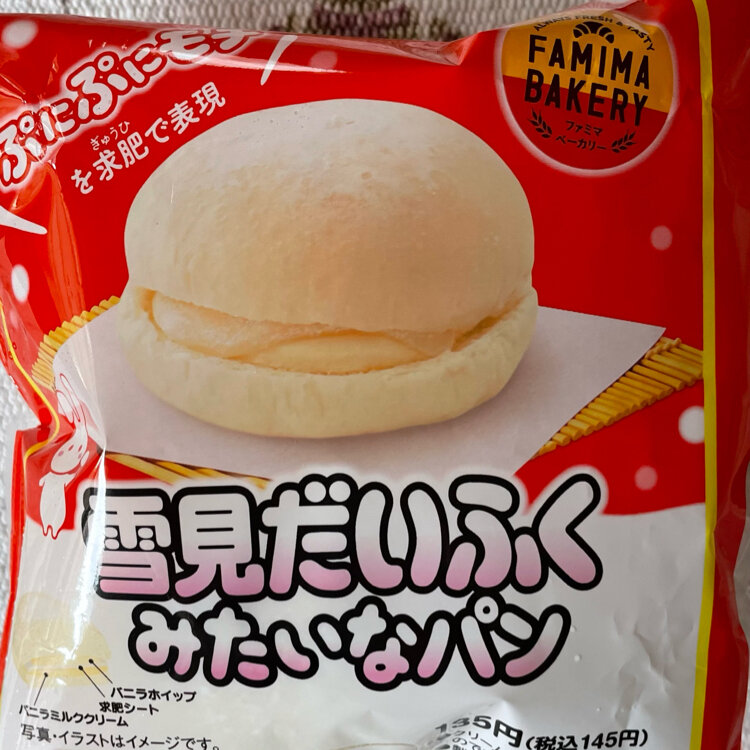 ぷにぷにモチ
ぎゅうひ
を求肥で表現
ALWAYS FRESH & TASTY
FAMIMA
BAKERY
ファミマ
ベーカリー
雪見だいふく
みたいなパン
バニラホイップ
求肥シート
バニラミルククリーム
写真・イラストはイメージです。
135円(税込145円)